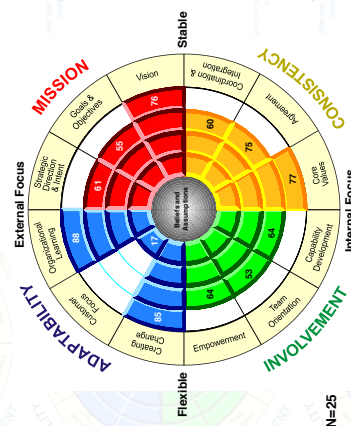 Stable
MISSION
CONSISTENCY
Vision
Coordination &
Integration
Goals &
Objectives
Agreement
Strategic
Direction
& Intent
Core
Values
76
60
55
75
61
77
External Focus
Internal Focus
Beliefs and
Assumptions
Organizational
Learning
Capability
Development
88
17
64
53
85
64
Customer
Focus
Team
Orientation
Creating
Change
Empowerment
ADAPTABILITY
INVOLVEMENT
Flexible
N=25